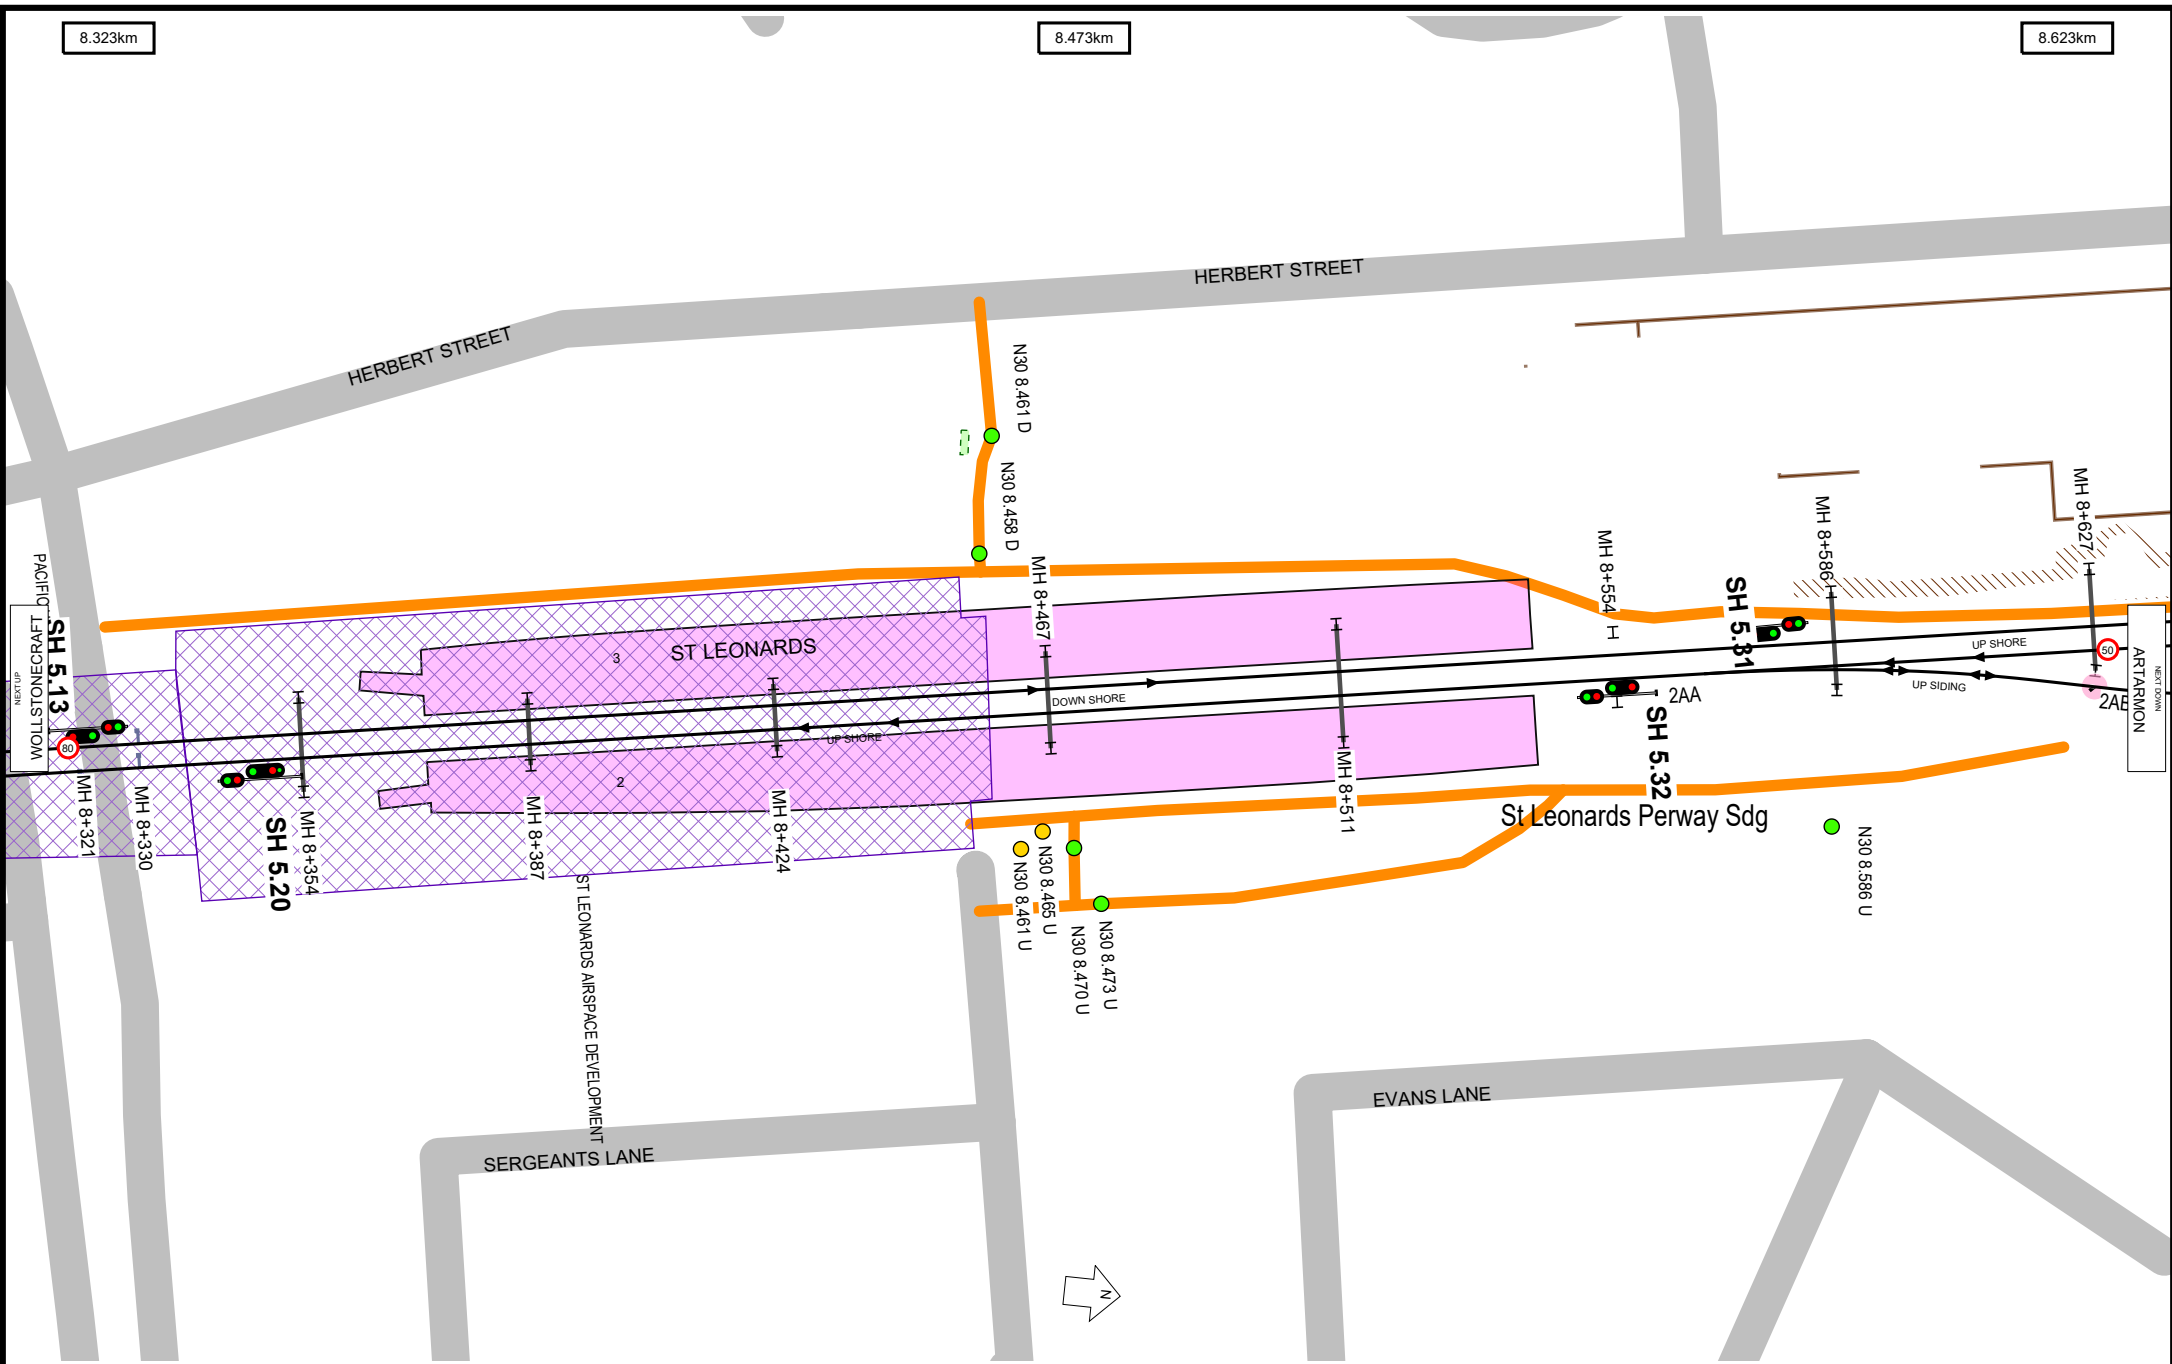 8.323km
8.473km
8.623km
HERBERT STREET
HERBERT STREET
N30 8.461 D
N30 8.458 D
MH 8+467
MH 8+554
MH 8+586
MH 8+627
SH 5.31
PACIFIC
SH 5.13
NEXT UP
WOLLSTONECRAFT
80
MH 8+321
MH 8+330
SH 5.20
MH 8+354
MH 8+387
MH 8+424
3
ST LEONARDS
2
DOWN SHORE
UP SHORE
UP SHORE
UP SIDING
50
ARTARMON
NEXT DOWN
2AA
SH 5.32
MH 8+511
St Leonards Perway Sdg
N30 8.465 U
N30 8.461 U
N30 8.470 U
N30 8.473 U
N30 8.586 U
ST LEONARDS AIRSPACE DEVELOPMENT
SERGEANTS LANE
EVANS LANE
N